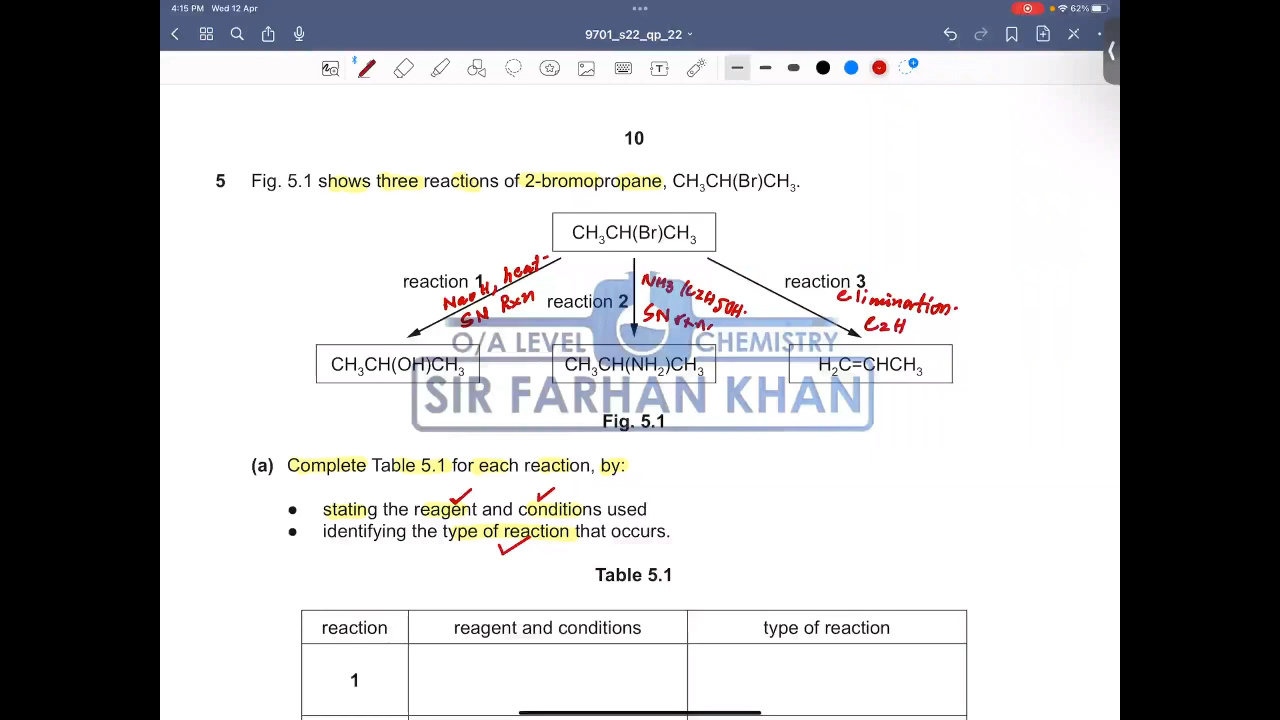 4:15 PM Wed 12 Apr
62%
9701_s22_qp_22
10
5 Fig. 5.1 shows three reactions of 2-bromopropane, CH₃CH(Br)CH₃.
CH₃CH(Br)CH₃
reaction 1
NaoH, heat
SN Rxn
reaction 2
NH3 /C2H5OH.
SN rxn.
reaction 3
elimination.
C2H
O/A LEVEL CHEMISTRY
CH₃CH(OH)CH₃
CH₃CH(NH₂)CH₃
H₂C=CHCH₃
SIR FARHAN KHAN
Fig. 5.1
(a) Complete Table 5.1 for each reaction, by:
● stating the reagent and conditions used
● identifying the type of reaction that occurs.
Table 5.1
reaction reagent and conditions type of reaction
1